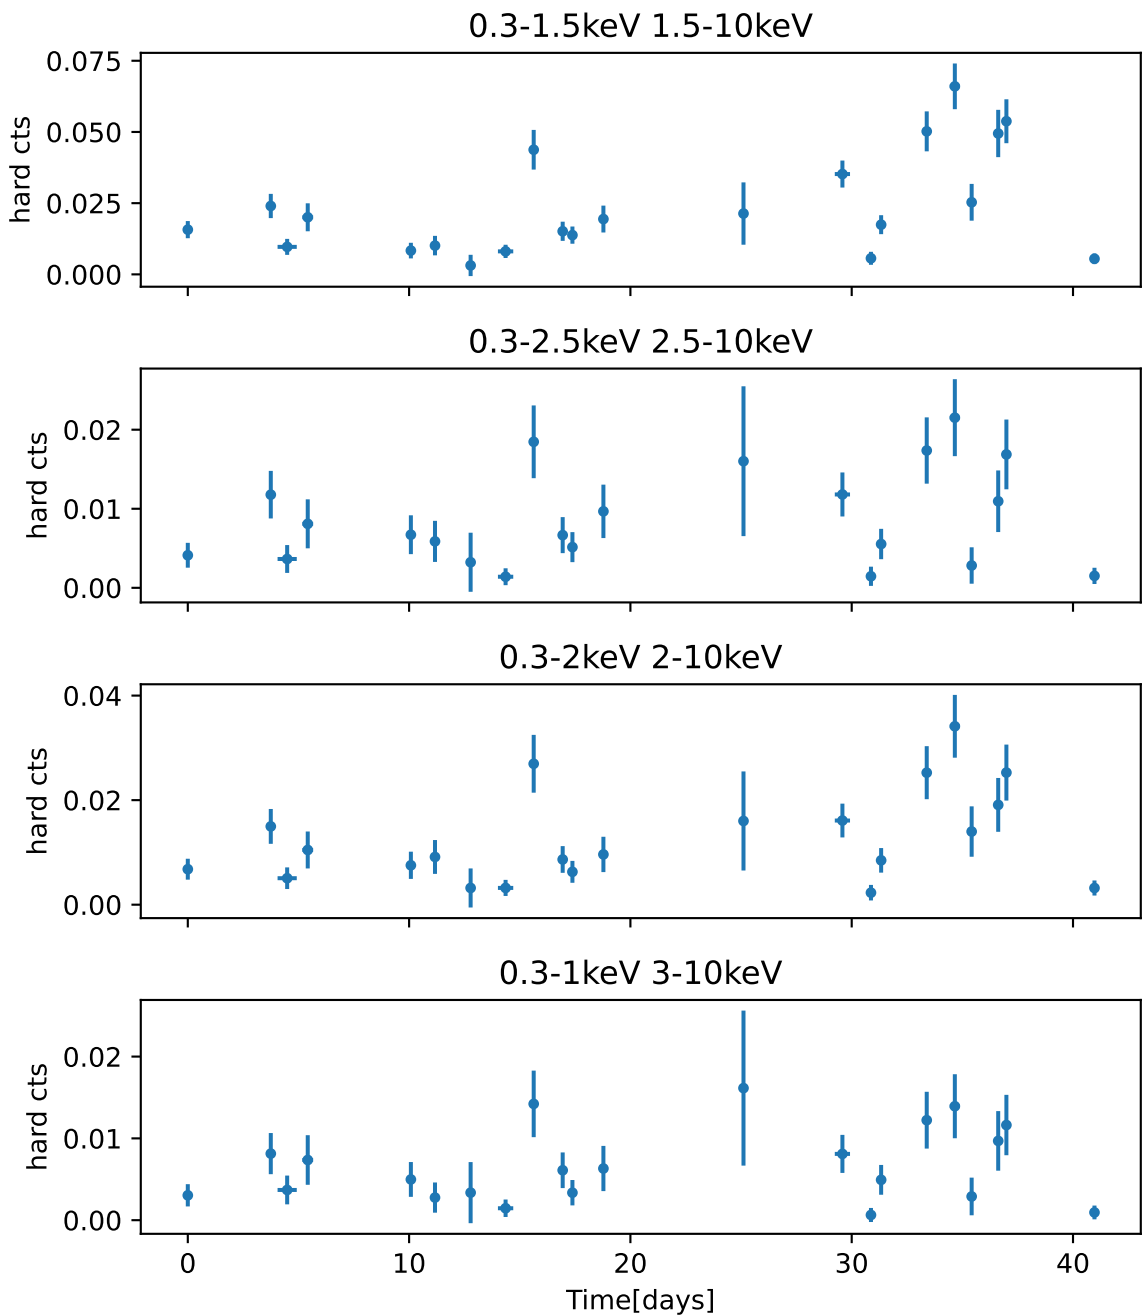 0.3-1.5keV 1.5-10keV
0.075
0.050
0.025
0.000
hard cts
0.3-2.5keV 2.5-10keV
0.02
0.01
0.00
hard cts
0.3-2keV 2-10keV
0.04
0.02
0.00
hard cts
0.3-1keV 3-10keV
0.02
0.01
0.00
hard cts
0 10 20 30 40
Time[days]